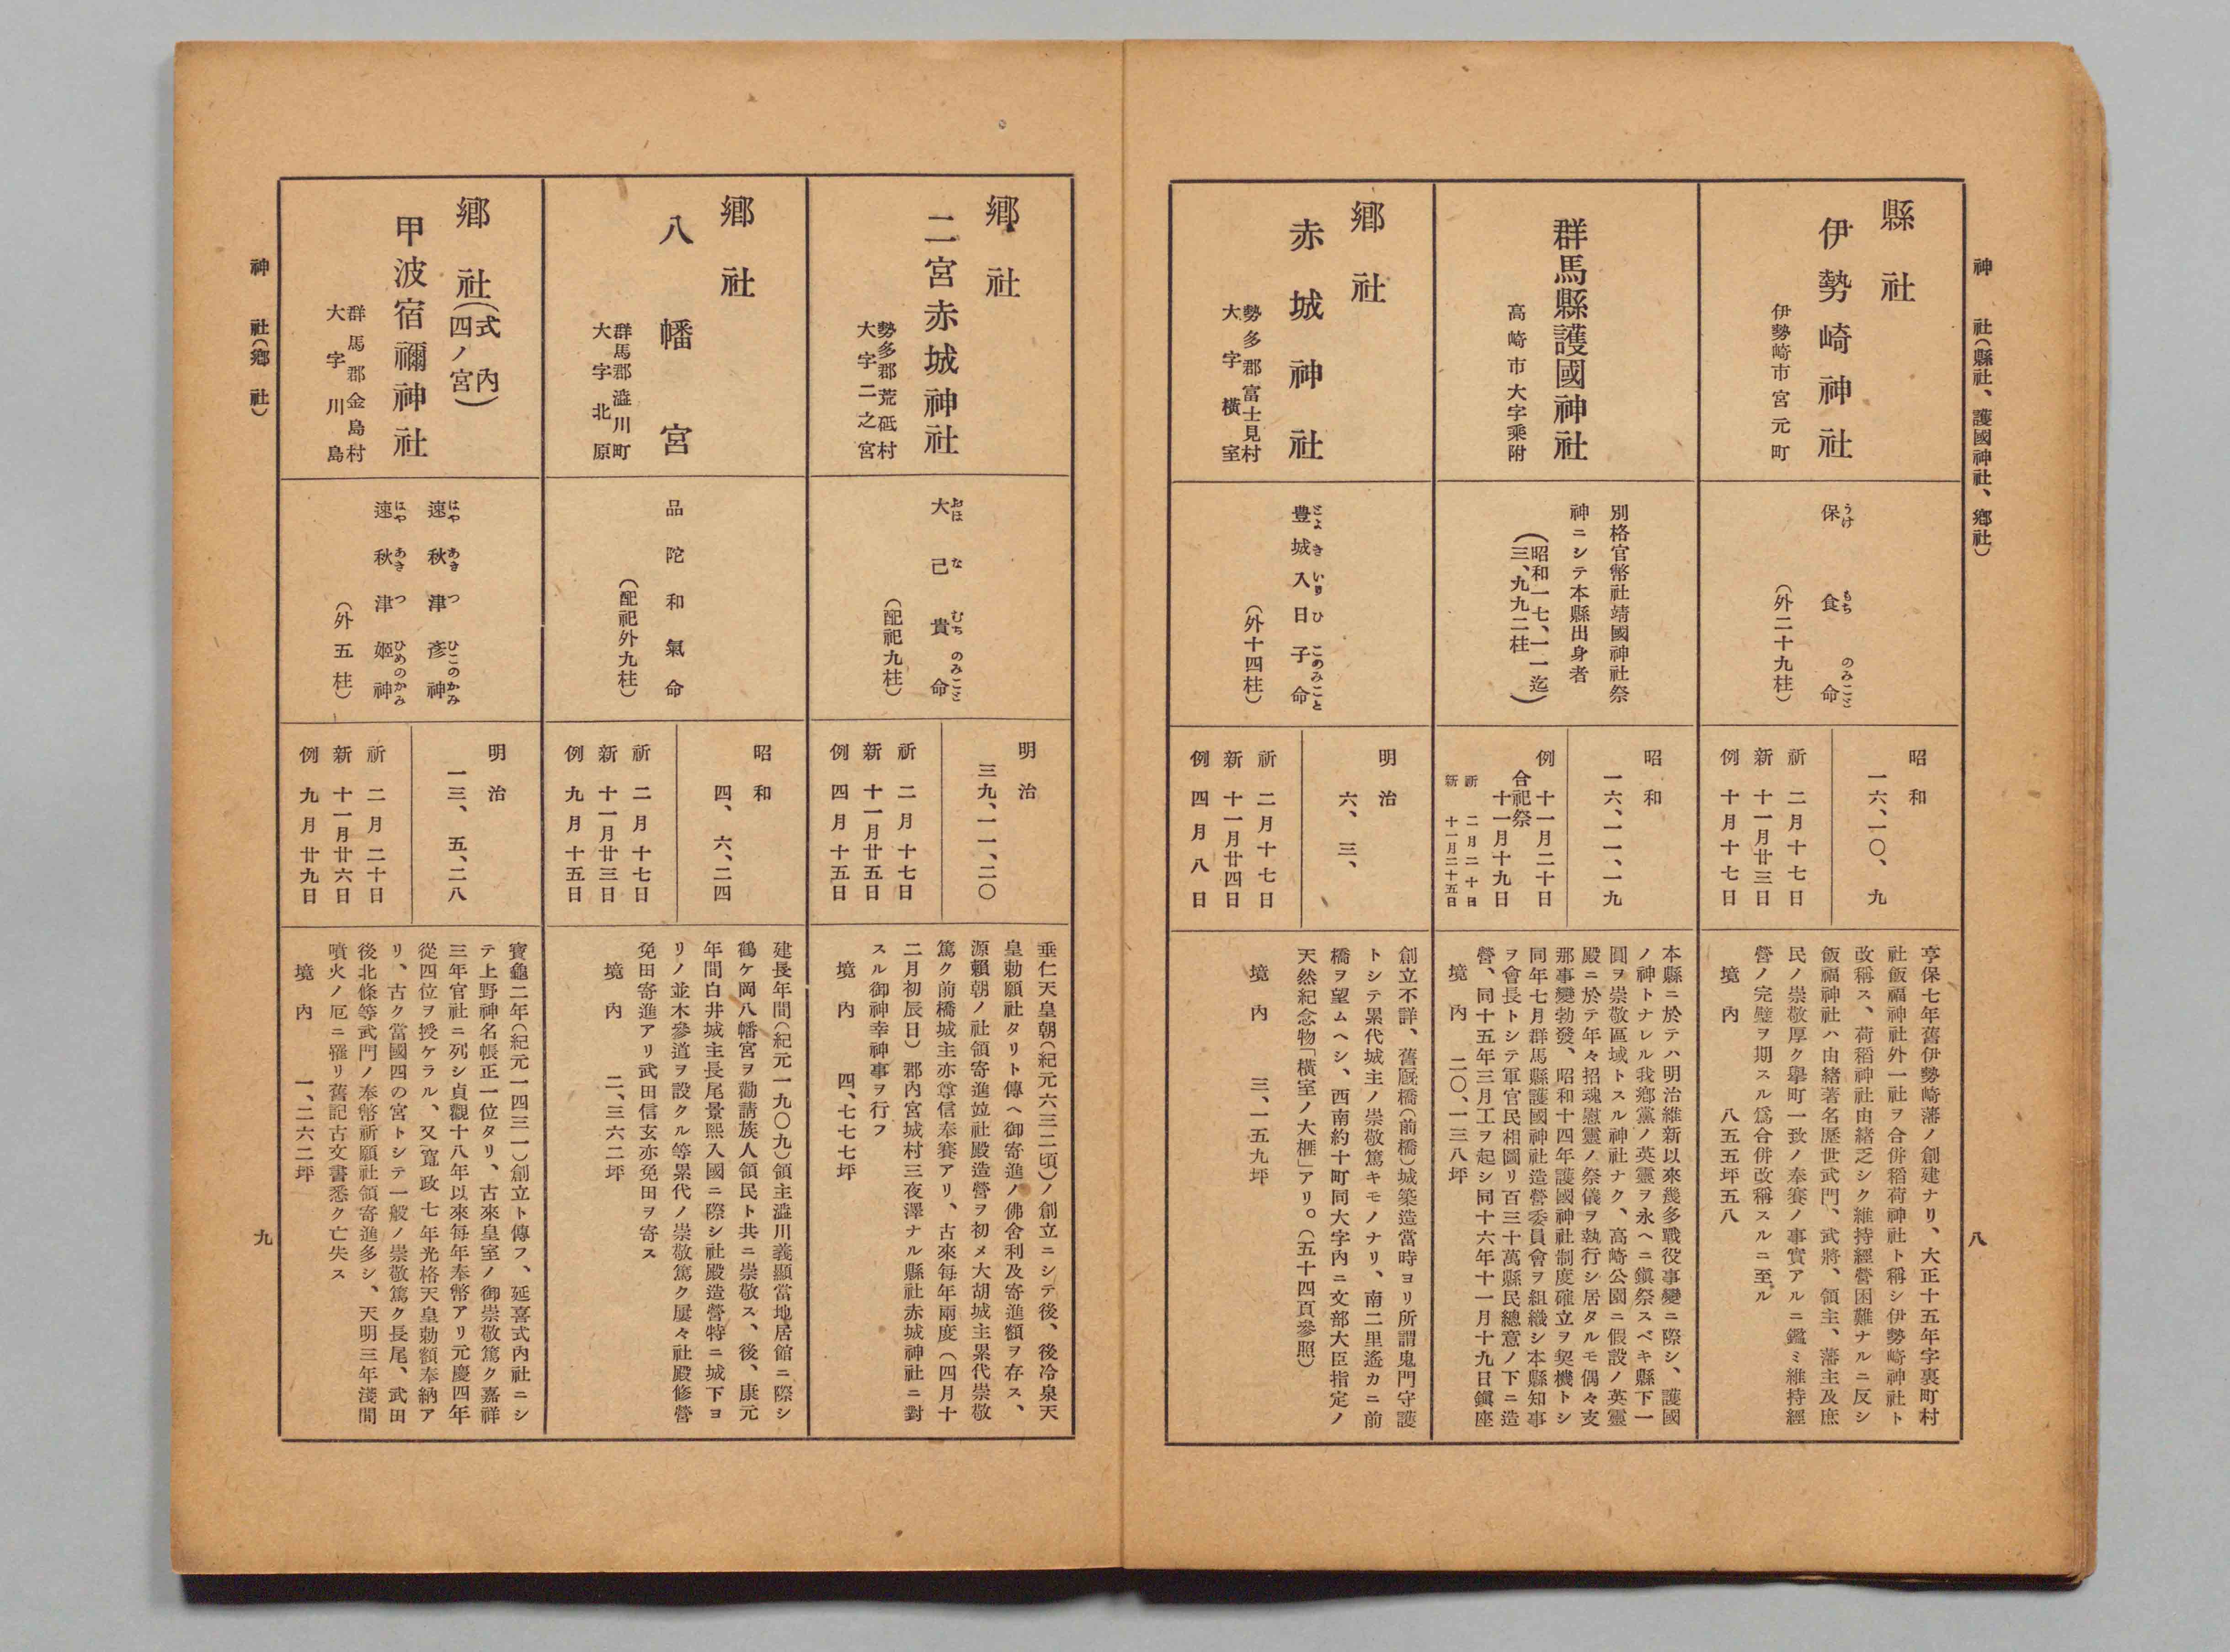 神社(縣社、護國神社、鄕社)
八
縣社
伊勢崎神社
伊勢崎市宮元町
保食命
うけもちのみこと
(外二十九柱)
昭和
一六、一〇、九
祈 二月十七日
新 十一月廿三日
例 十月十七日
享保七年舊伊勢崎藩ノ創建ナリ、大正十五年字裏町村
社飯福神社外一社ヲ合併稻荷神社ト稱シ伊勢崎神社ト
改稱ス、荷稻神社由緒乏シク維持經營困難ナルニ反シ
飯福神社ハ由緒著名歷世武門、武將、領主、藩主及庶
民ノ崇敬厚ク擧町一致ノ奉賽ノ事實アルニ鑑ミ維持經
營ノ完璧ヲ期スル爲合併改稱スルニ至ル
境內 八五五坪五八
群馬縣護國神社
高崎市大字乘附
別格官幣社靖國神社祭
神ニシテ本縣出身者
(昭和一七、一一迄
三、九九二柱)
昭和
一六、一一、一九
例 十一月二十日
合祀祭 十一月十九日
祈 二月二十日
新 十一月二十五日
本縣ニ於テハ明治維新以來幾多戰役事變ニ際シ、護國
ノ神トナレル我鄕黨ノ英靈ヲ永ヘニ鎭祭スベキ縣下一
圓ヲ崇敬區域トスル神社ナク、高崎公園ニ假設ノ英靈
殿ニ於テ年々招魂慰靈ノ祭儀ヲ執行シ居タルモ偶々支
那事變勃發、昭和十四年護國神社制度確立ヲ契機トシ
同年七月群馬縣護國神社造營委員會ヲ組織シ本縣知事
ヲ會長トシテ軍官民相圖リ百三十萬縣民總意ノ下ニ造
營、同十五年三月工ヲ起シ同十六年十一月十九日鎭座
境內 二〇、一三八坪
鄕社
赤城神社
勢多郡富士見村
大字橫室
豊城入日子命
とよきいりひこのみこと
(外十四柱)
明治
六、三、
祈 二月十七日
新 十一月廿四日
例 四月八日
創立不詳、舊厩橋(前橋)城築造當時ヨリ所謂鬼門守護
トシテ累代城主ノ崇敬篤キモノナリ、南二里遙カニ前
橋ヲ望ムヘシ、西南約十町同大字內ニ文部大臣指定ノ
天然紀念物「橫室ノ大榧」アリ。(五十四頁參照)
境內 三、一五九坪
鄕社
二宮赤城神社
勢多郡荒砥村
大字二之宮
大己貴命
おほなむちのみこと
(配祀九柱)
明治
三九、一一、二〇
祈 二月十七日
新 十一月廿五日
例 四月十五日
垂仁天皇朝(紀元六三二頃)ノ創立ニシテ後、後冷泉天
皇勅願社タリト傳ヘ御寄進ノ佛舍利及寄進額ヲ存ス、
源賴朝ノ社領寄進竝社殿造營ヲ初メ大胡城主累代崇敬
篤ク前橋城主亦尊信奉賽アリ、古來每年兩度(四月十
二月初辰日)郡內宮城村三夜澤ナル縣社赤城神社ニ對
スル御神幸神事ヲ行フ
境內 四、七七七坪
鄕社
八幡宮
群馬郡澁川町
大字北原
品陀和氣命
(配祀外九柱)
昭和
四、六、二四
祈 二月十七日
新 十一月廿三日
例 九月十五日
建長年間(紀元一九〇九)領主澁川義顯當地居館ニ際シ
鶴ケ岡八幡宮ヲ勸請族人領民ト共ニ崇敬ス、後、康元
年間白井城主長尾景熙入國ニ際シ社殿造營特ニ城下ヨ
リノ並木參道ヲ設クル等累代ノ崇敬篤ク屢々社殿修營
免田寄進アリ武田信玄亦免田ヲ寄ス
境內 二、三六二坪
鄕社(式內
四ノ宮)
甲波宿禰神社
群馬郡金島村
大字川島
速秋津彥神
はやあきつひこのかみ
速秋津姬神
はやあきつひめのかみ
(外五柱)
明治
一三、五、二八
祈 二月二十日
新 十一月廿六日
例 九月廿九日
寶龜二年(紀元一四三一)創立ト傳フ、延喜式內社ニシ
テ上野神名帳正一位タリ、古來皇室ノ御崇敬篤ク嘉祥
三年官社ニ列シ貞觀十八年以來每年奉幣アリ元慶四年
從四位ヲ授ケラル、又寬政七年光格天皇勅額奉納ア
リ、古ク當國四の宮トシテ一般ノ崇敬篤ク長尾、武田
後北條等武門ノ奉幣祈願社領寄進多シ、天明三年淺間
噴火ノ厄ニ罹リ舊記古文書悉ク亡失ス
境內 一、二六二坪
神社(鄕社)
九